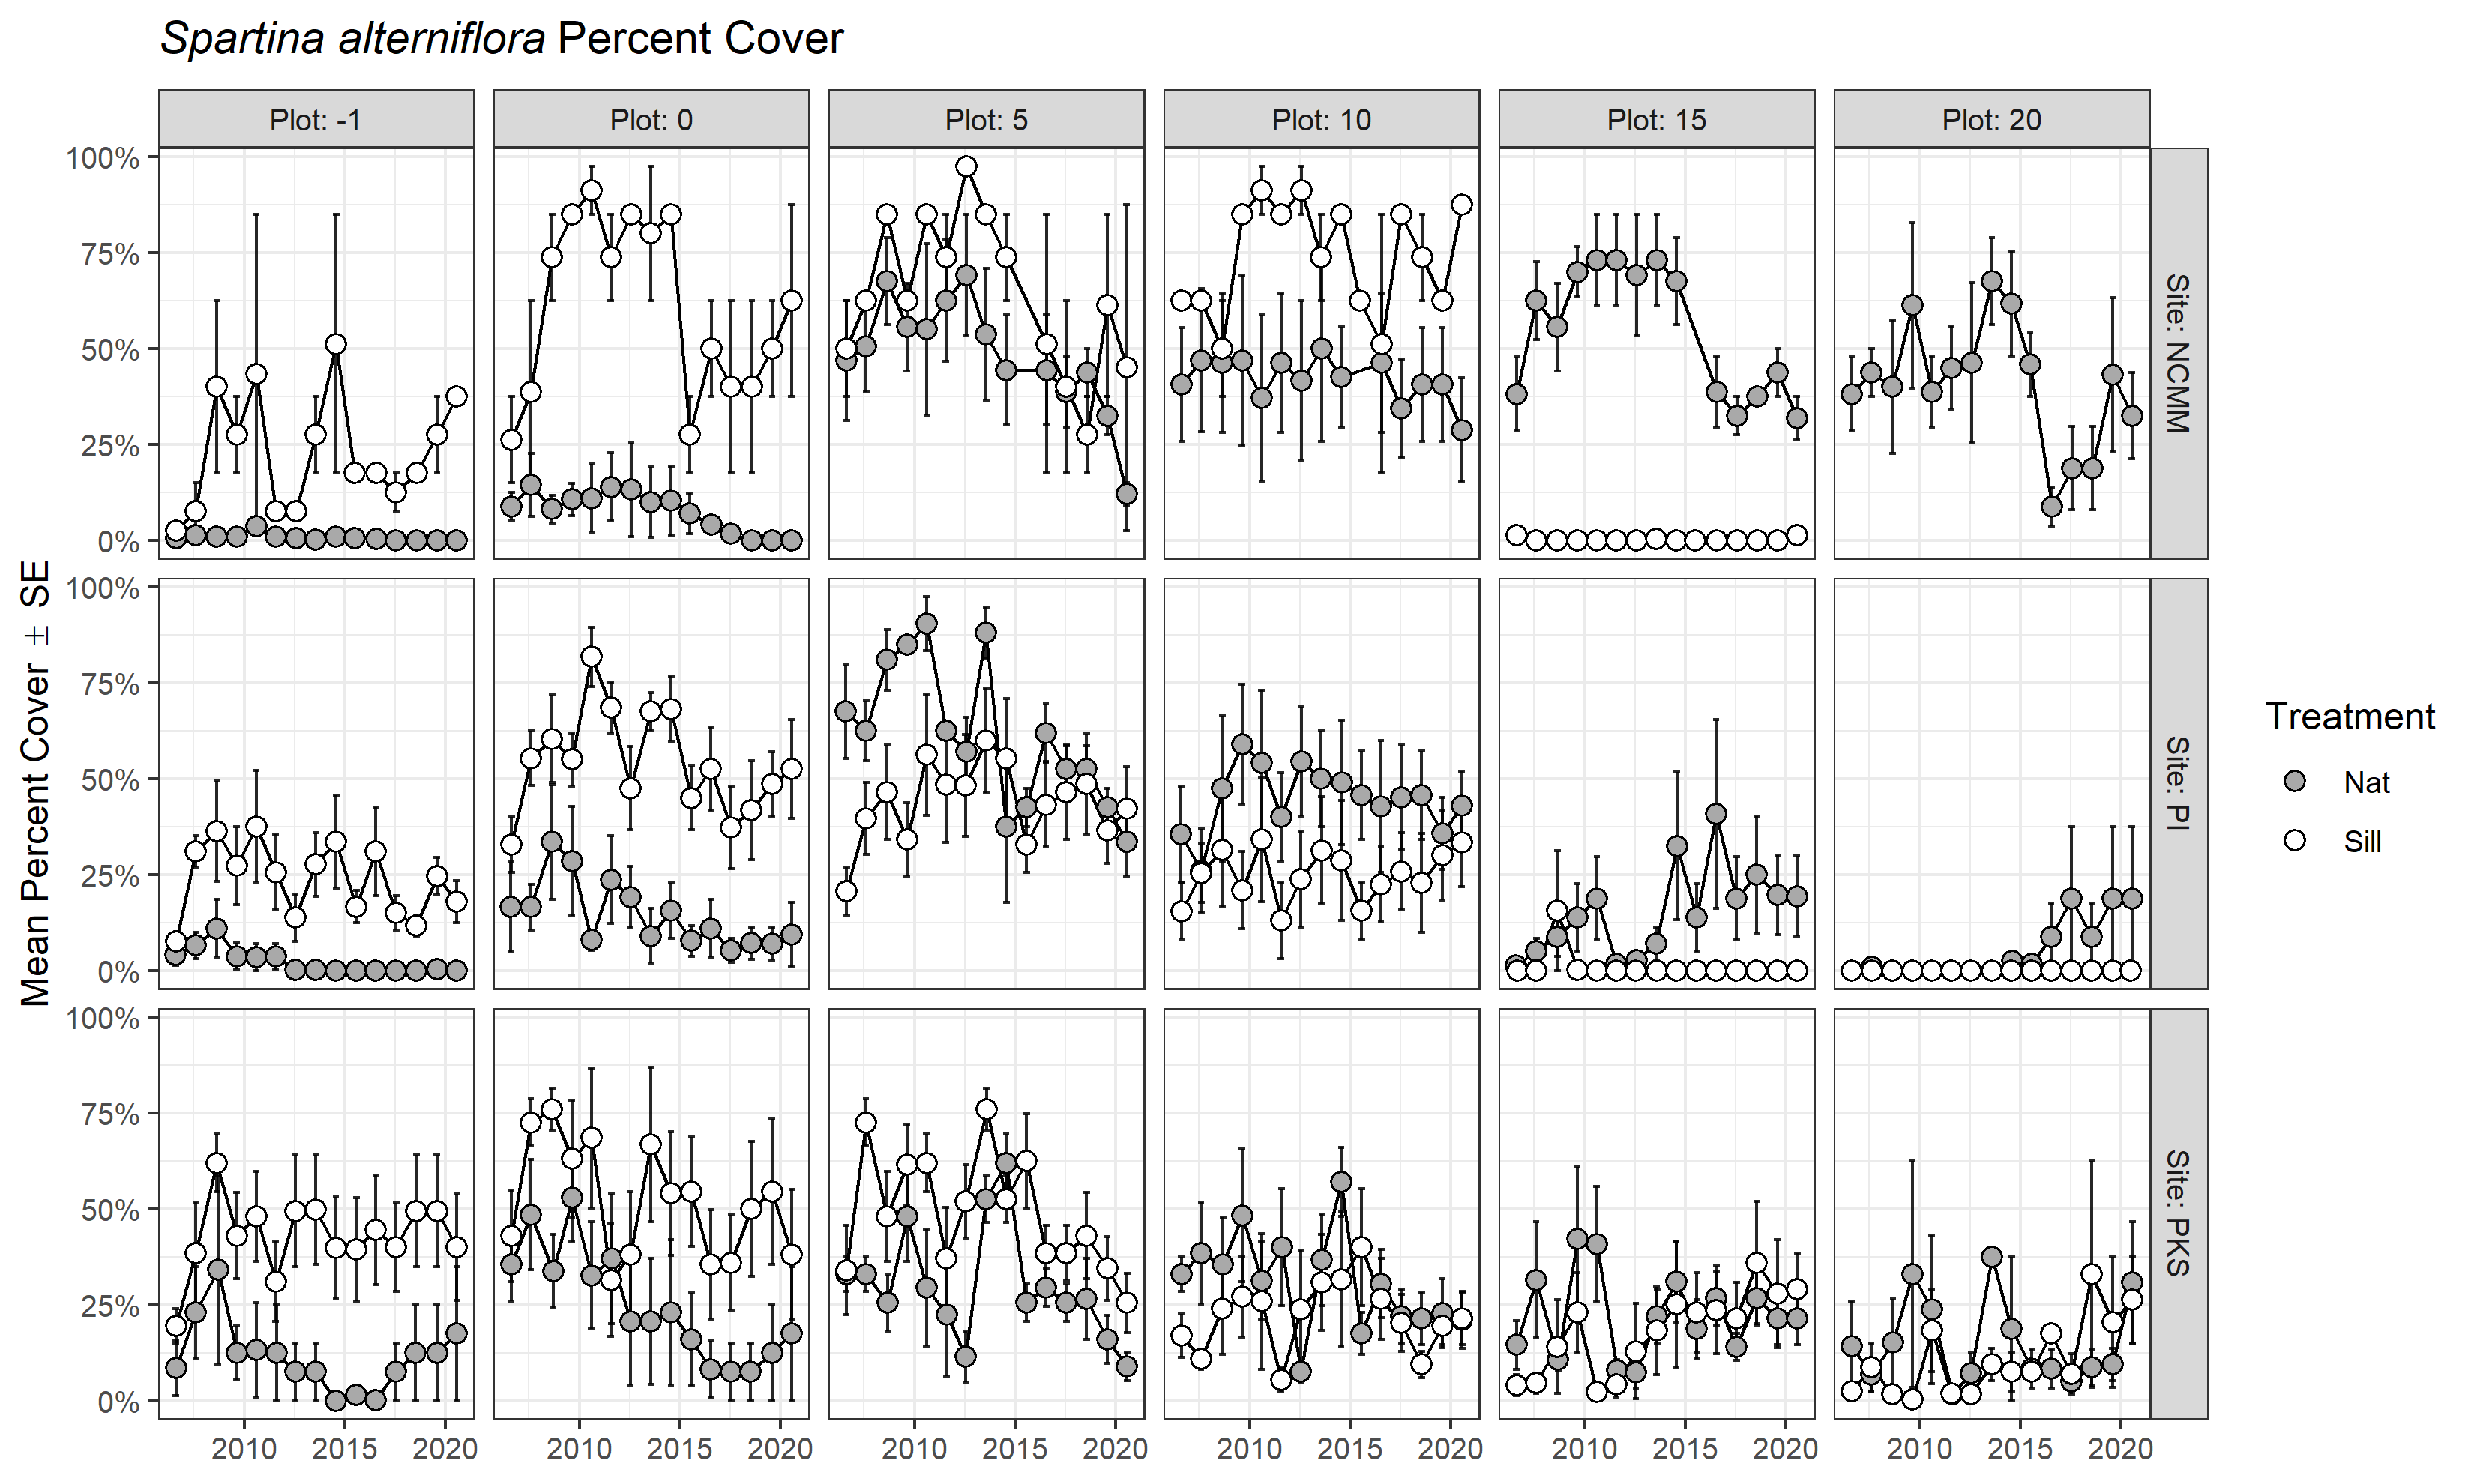 Spartina alterniflora Percent Cover
Plot: -1
Plot: 0
Plot: 5
Plot: 10
Plot: 15
Plot: 20
100%
75%
50%
25%
0%
Site: NCMM
100%
75%
50%
25%
0%
Site: PI
100%
75%
50%
25%
0%
Site: PKS
Mean Percent Cover ± SE
2010 2015 2020
2010 2015 2020
2010 2015 2020
2010 2015 2020
2010 2015 2020
2010 2015 2020
Treatment
Nat
Sill